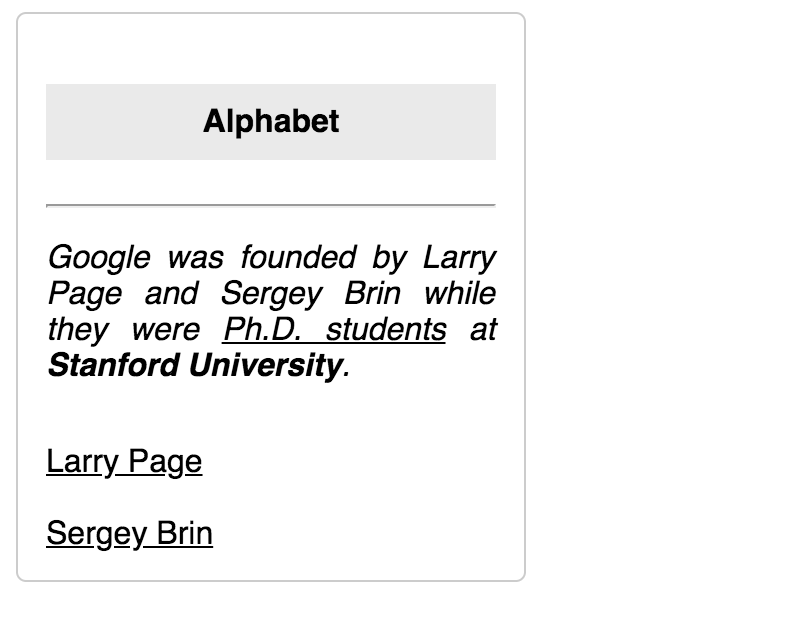 Alphabet
Google was founded by Larry
Page and Sergey Brin while
they were Ph.D. students at
Stanford University.
Larry Page
Sergey Brin